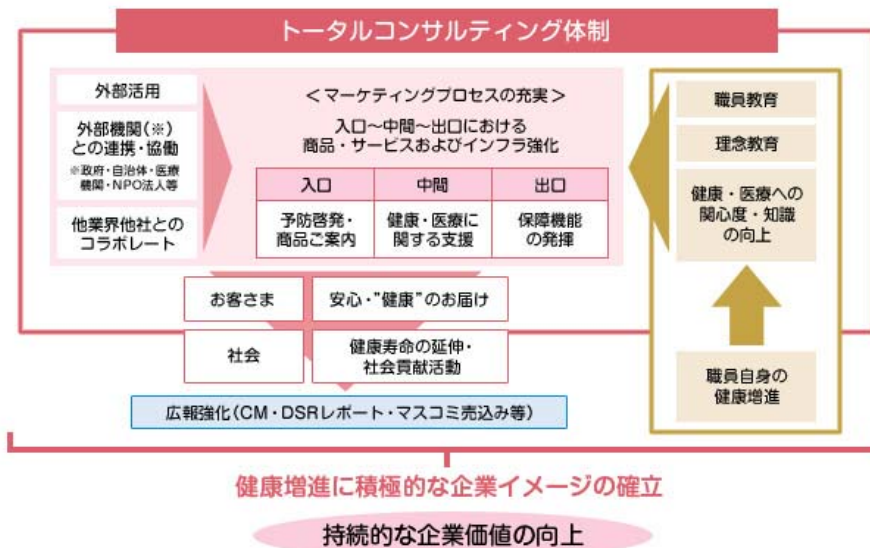 トータルコンサルティング体制
外部活用
外部機関(※)
との連携・協働
※政府・自治体・医療
機関・NPO法人等
他業界他社との
コラボレート
＜マーケティングプロセスの充実＞
入口～中間～出口における
商品・サービスおよびインフラ強化
入口
中間
出口
予防啓発・
商品ご案内
健康・医療に
関する支援
保障機能
の発揮
職員教育
理念教育
健康・医療への
関心度・知識
の向上
職員自身の
健康増進
お客さま
安心・”健康”のお届け
社会
健康寿命の延伸・
社会貢献活動
広報強化(CM・DSRレポート・マスコミ売込み等)
健康増進に積極的な企業イメージの確立
持続的な企業価値の向上